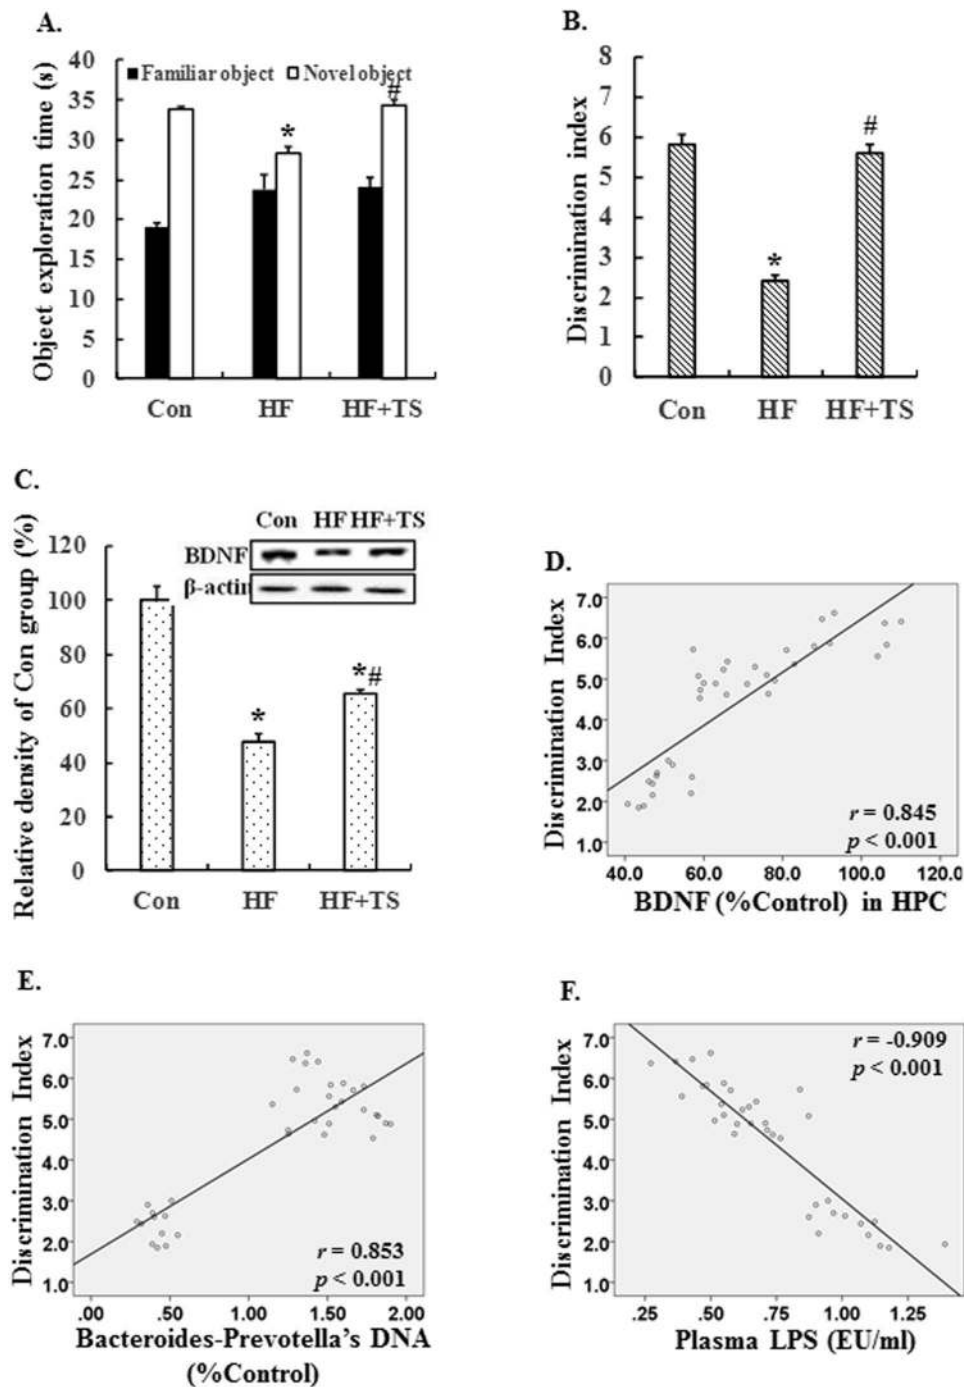 A.
Object exploration time (s)
40
35
30
25
20
15
10
5
0
Familiar object Novel object
*
#
Con HF HF+TS
B.
Discrimination index
8
7
6
5
4
3
2
1
0
*
#
Con HF HF+TS
C.
Relative density of Con group (%)
120
100
80
60
40
20
0
Con HF HF+TS
BDNF
β-actin
*
*#
Con HF HF+TS
D.
Discrimination Index
7.0
6.0
5.0
4.0
3.0
2.0
1.0
r = 0.845
p < 0.001
40.0 60.0 80.0 100.0 120.0
BDNF (%Control) in HPC
E.
Discrimination Index
7.0
6.0
5.0
4.0
3.0
2.0
1.0
r = 0.853
p < 0.001
.00 .50 1.00 1.50 2.00
Bacteroides-Prevotella's DNA
(%Control)
F.
Discrimination Index
7.0
6.0
5.0
4.0
3.0
2.0
1.0
r = -0.909
p < 0.001
.25 .50 .75 1.00 1.25
Plasma LPS (EU/ml)